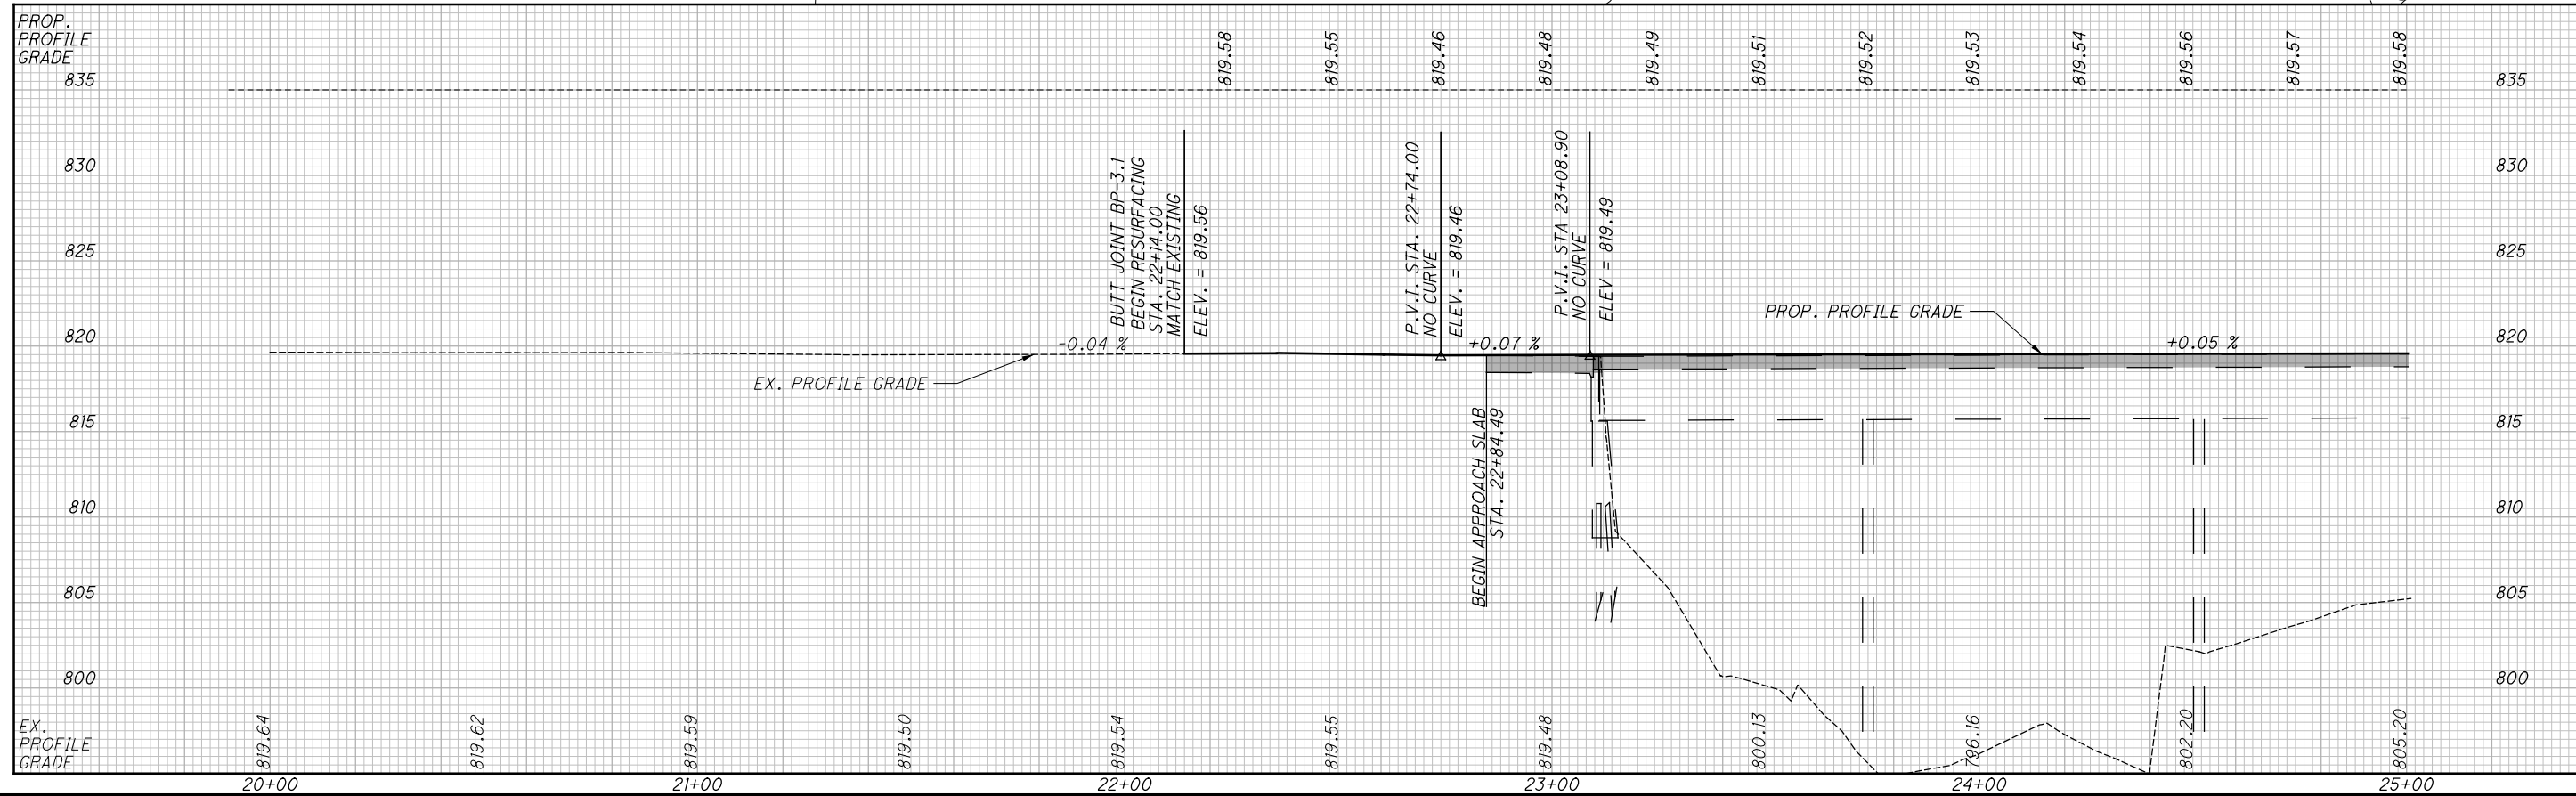 PROP.
PROFILE
GRADE
819.58
819.55
819.46
819.48
819.49
819.51
819.52
819.53
819.54
819.56
819.57
819.58
835
835
830
830
825
825
820
820
815
815
810
810
805
805
800
800
BUTT JOINT BP-3.1
BEGIN RESURFACING
STA. 22+14.00
MATCH EXISTING
ELEV. = 819.56
P.V.I. STA. 22+74.00
NO CURVE
ELEV. = 819.46
P.V.I. STA 23+08.90
NO CURVE
ELEV = 819.49
PROP. PROFILE GRADE
-0.04 %
+0.07 %
+0.05 %
EX. PROFILE GRADE
BEGIN APPROACH SLAB
STA. 22+84.49
EX.
PROFILE
GRADE
819.64
819.62
819.59
819.50
819.54
819.55
819.48
800.13
796.16
802.20
805.20
20+00
21+00
22+00
23+00
24+00
25+00